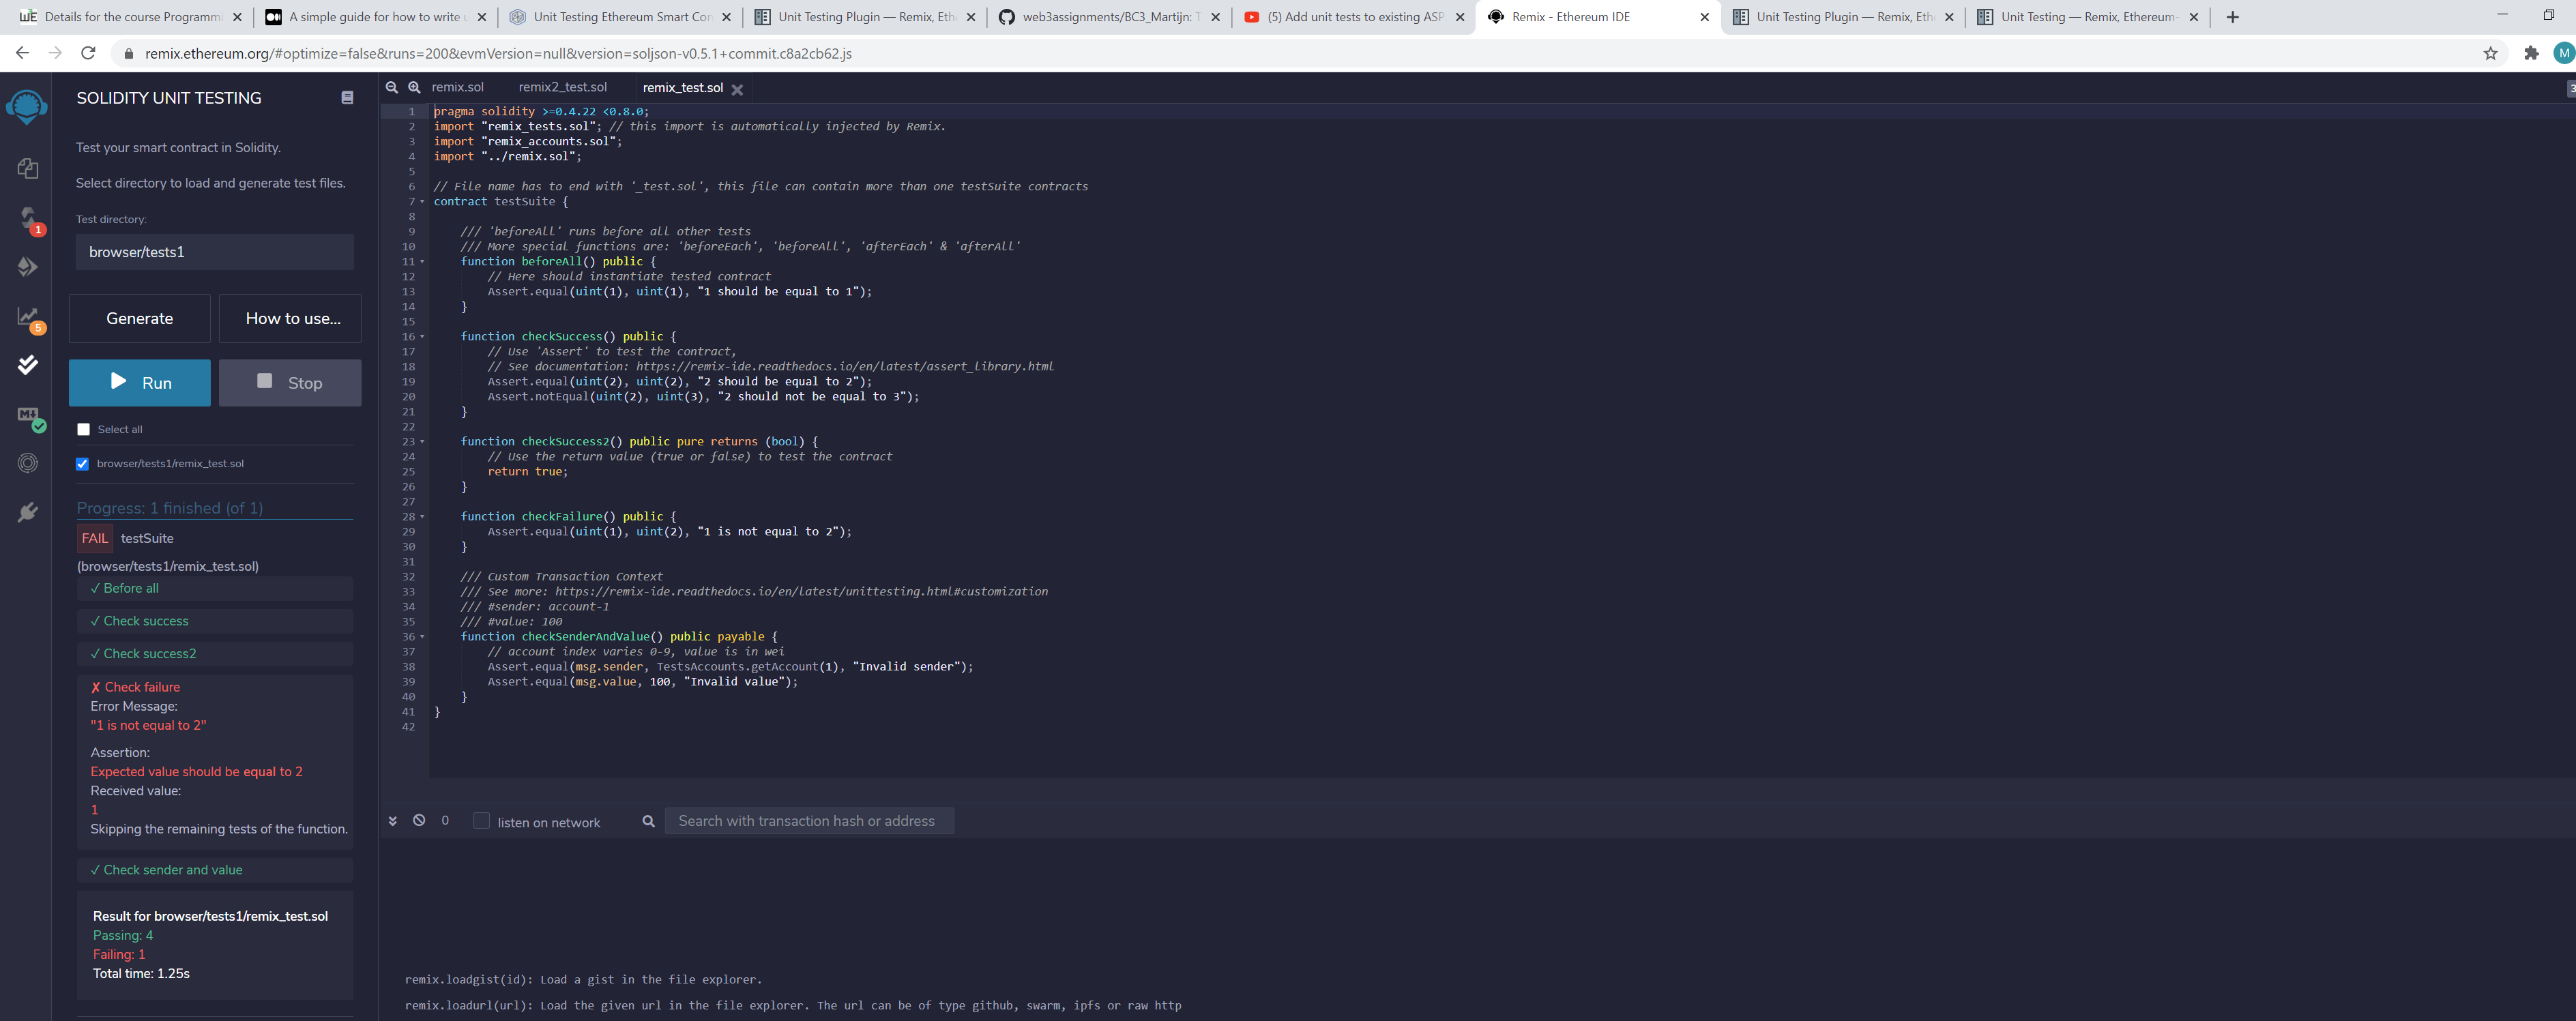 Details for the course Programmi
A simple guide for how to write u
Unit Testing Ethereum Smart Con
Unit Testing Plugin — Remix, Eth
web3assignments/BC3_Martijn: T
(5) Add unit tests to existing ASP
Remix - Ethereum IDE
Unit Testing Plugin — Remix, Eth
Unit Testing — Remix, Ethereum-
remix.ethereum.org/#optimize=false&runs=200&evmVersion=null&version=soljson-v0.5.1+commit.c8a2cb62.js
M
SOLIDITY UNIT TESTING
Test your smart contract in Solidity.
Select directory to load and generate test files.
Test directory:
browser/tests1
Generate
How to use...
Run
Stop
Select all
browser/tests1/remix_test.sol
Progress: 1 finished (of 1)
FAIL testSuite
(browser/tests1/remix_test.sol)
✓ Before all
✓ Check success
✓ Check success2
✗ Check failure
Error Message:
"1 is not equal to 2"
Assertion:
Expected value should be equal to 2
Received value:
1
Skipping the remaining tests of the function.
✓ Check sender and value
Result for browser/tests1/remix_test.sol
Passing: 4
Failing: 1
Total time: 1.25s
1
5
remix.sol
remix2_test.sol
remix_test.sol
3
1 pragma solidity >=0.4.22 <0.8.0;
2 import "remix_tests.sol"; // this import is automatically injected by Remix.
3 import "remix_accounts.sol";
4 import "../remix.sol";
5
6 // File name has to end with '_test.sol', this file can contain more than one testSuite contracts
7 contract testSuite {
8
9     /// 'beforeAll' runs before all other tests
10     /// More special functions are: 'beforeEach', 'beforeAll', 'afterEach' & 'afterAll'
11     function beforeAll() public {
12         // Here should instantiate tested contract
13         Assert.equal(uint(1), uint(1), "1 should be equal to 1");
14     }
15
16     function checkSuccess() public {
17         // Use 'Assert' to test the contract,
18         // See documentation: https://remix-ide.readthedocs.io/en/latest/assert_library.html
19         Assert.equal(uint(2), uint(2), "2 should be equal to 2");
20         Assert.notEqual(uint(2), uint(3), "2 should not be equal to 3");
21     }
22
23     function checkSuccess2() public pure returns (bool) {
24         // Use the return value (true or false) to test the contract
25         return true;
26     }
27
28     function checkFailure() public {
29         Assert.equal(uint(1), uint(2), "1 is not equal to 2");
30     }
31
32     /// Custom Transaction Context
33     /// See more: https://remix-ide.readthedocs.io/en/latest/unittesting.html#customization
34     /// #sender: account-1
35     /// #value: 100
36     function checkSenderAndValue() public payable {
37         // account index varies 0-9, value is in wei
38         Assert.equal(msg.sender, TestsAccounts.getAccount(1), "Invalid sender");
39         Assert.equal(msg.value, 100, "Invalid value");
40     }
41 }
42
0
listen on network
Search with transaction hash or address
remix.loadgist(id): Load a gist in the file explorer.
remix.loadurl(url): Load the given url in the file explorer. The url can be of type github, swarm, ipfs or raw http